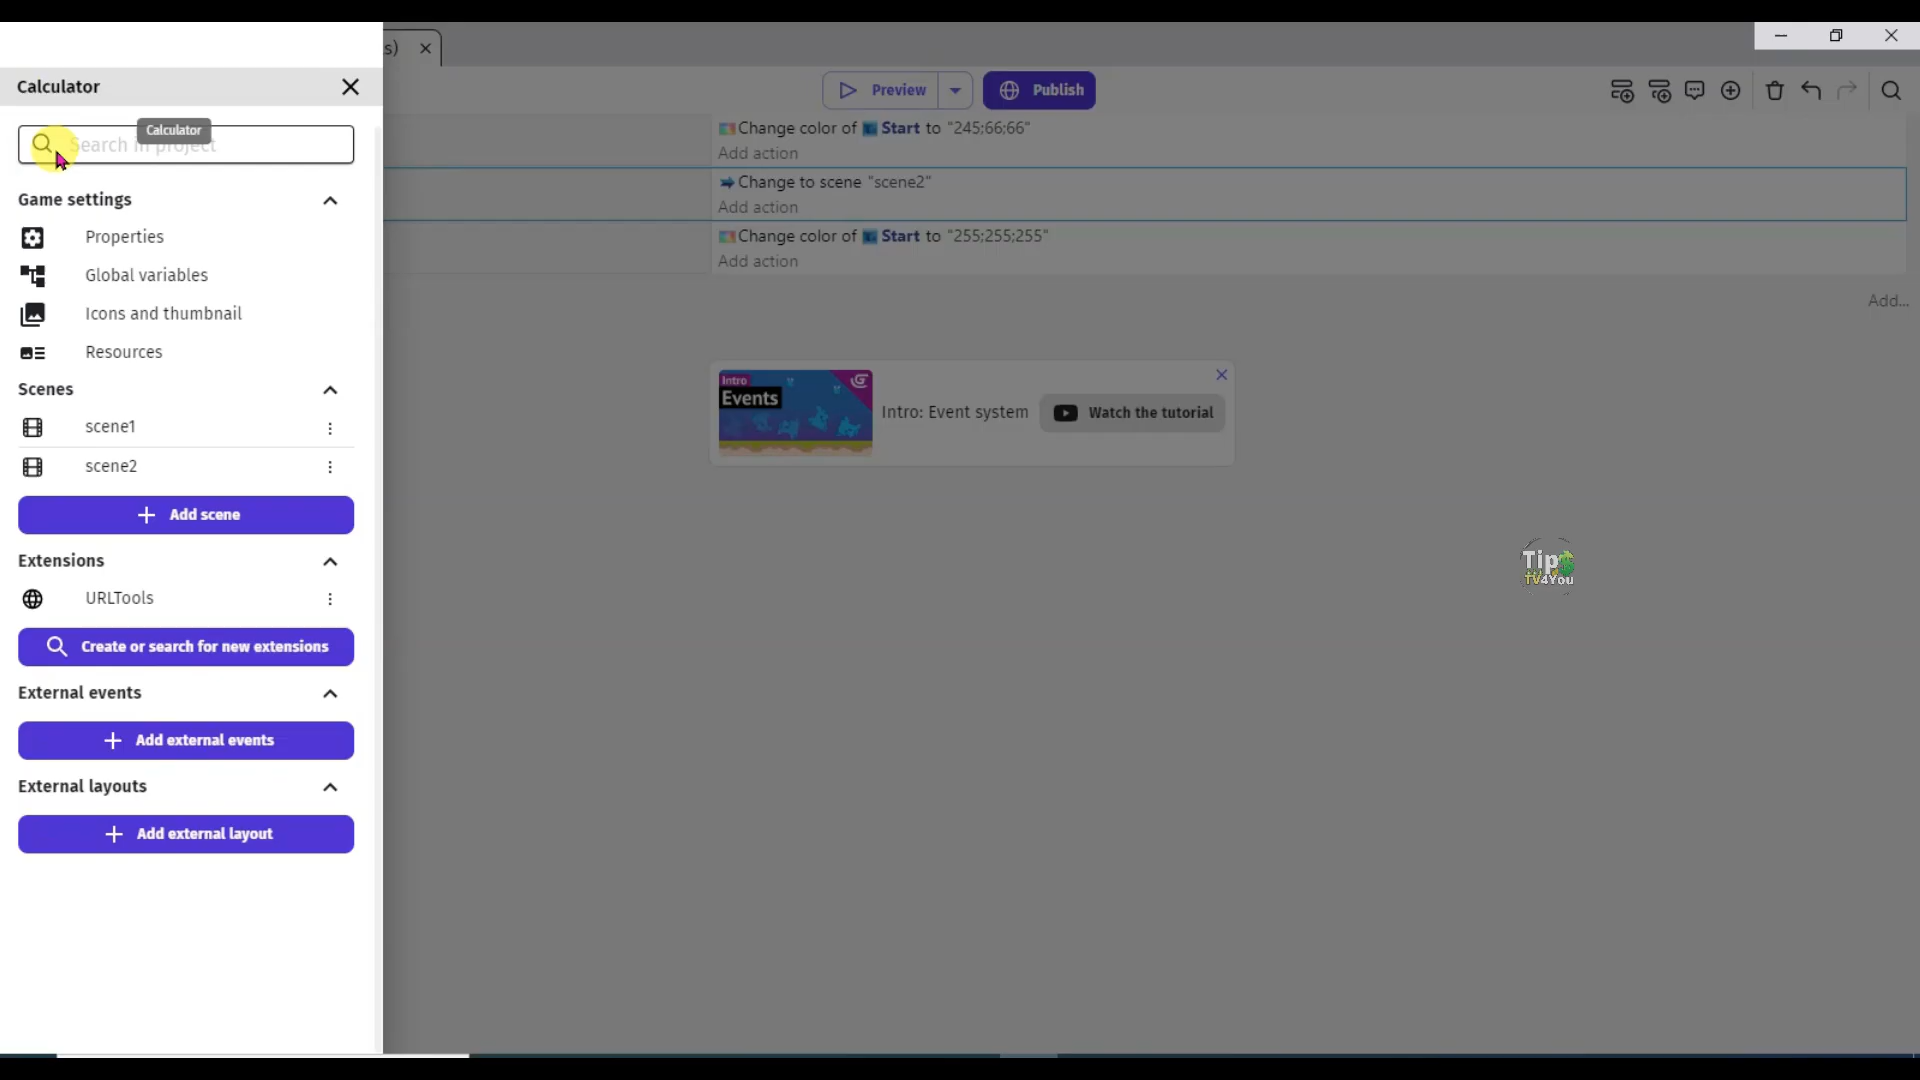 s)
Calculator
Preview
Publish
Calculator
Search in project
Change color of Start to "245;66;66"
Add action
Change to scene "scene2"
Add action
Change color of Start to "255;255;255"
Add action
Add...
Game settings
Properties
Global variables
Icons and thumbnail
Resources
Scenes
scene1
scene2
Add scene
Extensions
URLTools
Create or search for new extensions
External events
Add external events
External layouts
Add external layout
Intro
Events
Intro: Event system
Watch the tutorial
Tip
TV4You